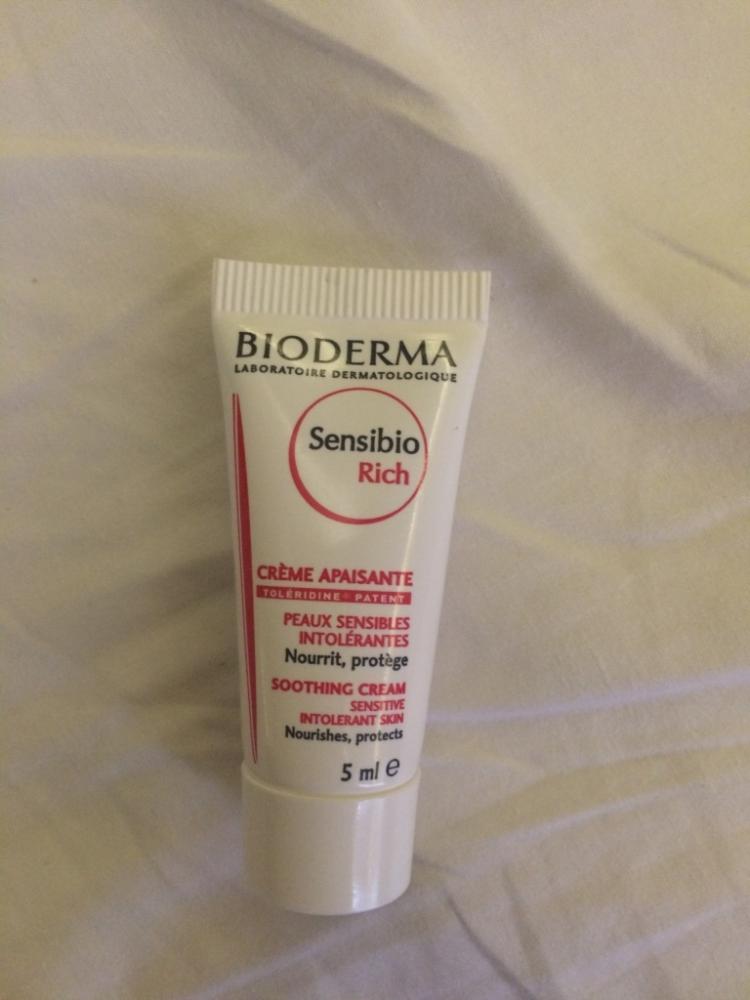 BIODERMA
LABORATOIRE DERMATOLOGIQUE
Sensibio
Rich
CRÈME APAISANTE
TOLÉRIDINE® PATENT
PEAUX SENSIBLES
INTOLÉRANTES
Nourrit, protège
SOOTHING CREAM
SENSITIVE
INTOLERANT SKIN
Nourishes, protects
5 ml ℮